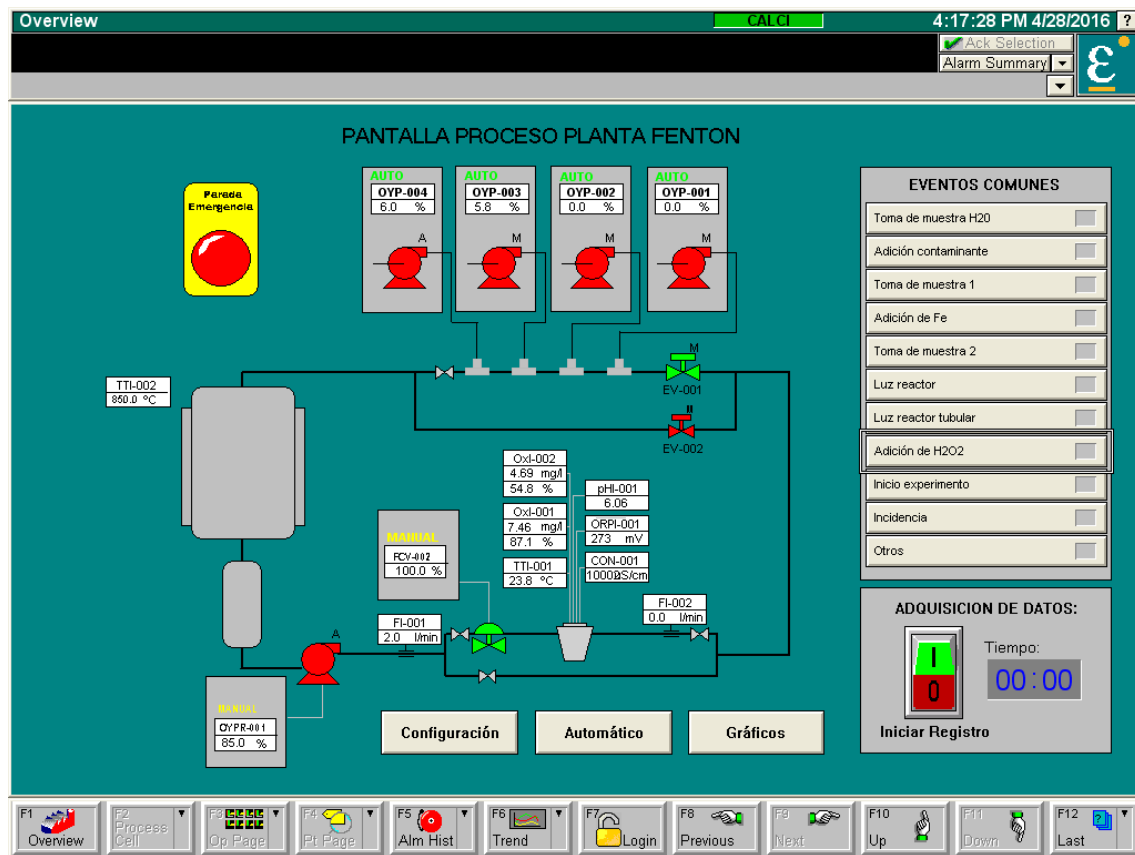 Overview
CALCI
4:17:28 PM 4/28/2016
?
Ack Selection
Alarm Summary
ε
PANTALLA PROCESO PLANTA FENTON
Parada
Emergencia
AUTO
OYP-004
6.0 %
A
AUTO
OYP-003
5.8 %
M
AUTO
OYP-002
0.0 %
M
AUTO
OYP-001
0.0 %
M
TTI-002
850.0 ºC
M
EV-001
EV-002
OxI-002
4.69 mg/l
54.8 %
OxI-001
7.46 mg/l
87.1 %
TTI-001
23.8 ºC
pHI-001
6.06
ORPI-001
273 mV
CON-001
MANUAL
FCV-002
100.0 %
FI-001
2.0 l/min
FI-002
0.0 l/min
A
MANUAL
OYPR-001
85.0 %
Configuración
Automático
Gráficos
EVENTOS COMUNES
Toma de muestra H20
Adición contaminante
Toma de muestra 1
Adición de Fe
Toma de muestra 2
Luz reactor
Luz reactor tubular
Adición de H2O2
Inicio experimento
Incidencia
Otros
ADQUISICION DE DATOS:
I
0
Tiempo:
00:00
Iniciar Registro
F1
Overview
F2
Process
Cell
F3
Op Page
F4
Pt Page
F5
Alm Hist
F6
Trend
F7
Login
F8
Previous
F9
Next
F10
Up
F11
Down
F12
Last